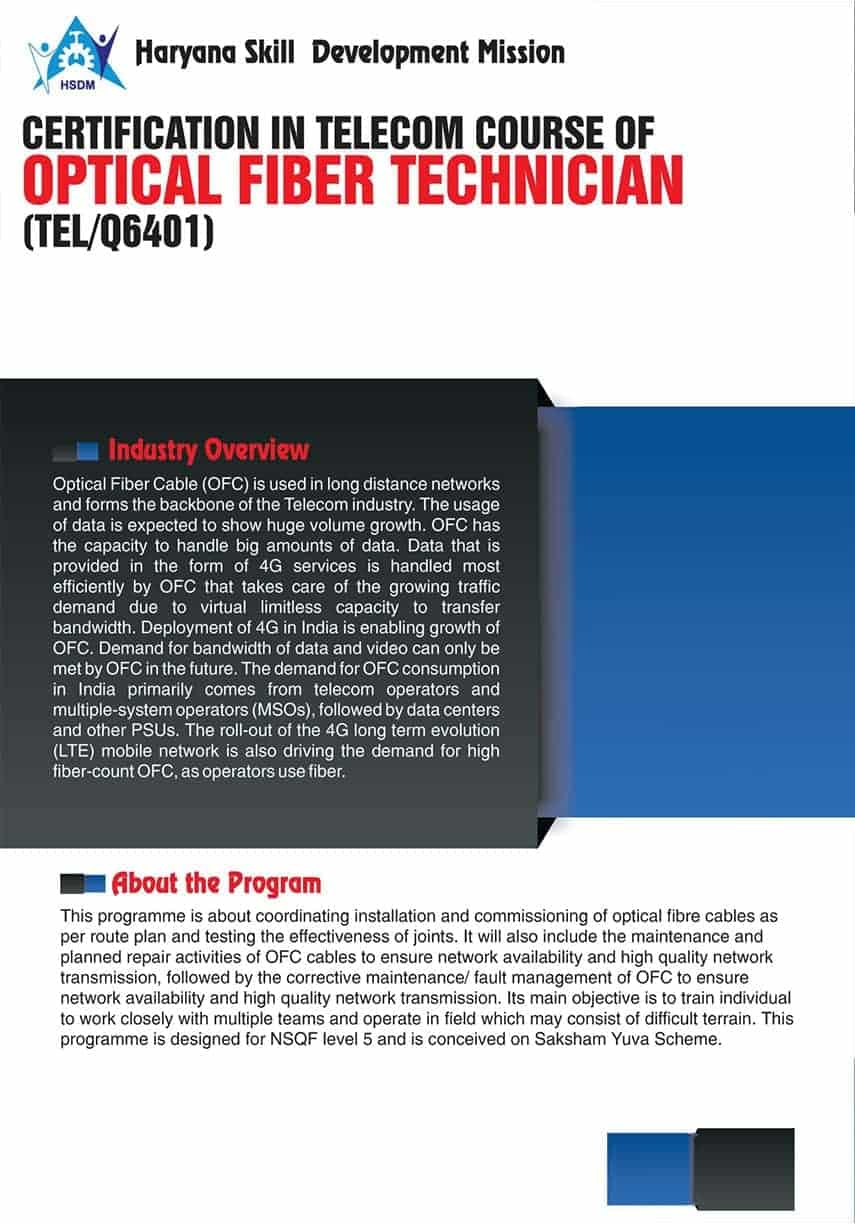 HSDM
Haryana Skill Development Mission
CERTIFICATION IN TELECOM COURSE OF
OPTICAL FIBER TECHNICIAN
(TEL/Q6401)
Industry Overview
Optical Fiber Cable (OFC) is used in long distance networks
and forms the backbone of the Telecom industry. The usage
of data is expected to show huge volume growth. OFC has
the capacity to handle big amounts of data. Data that is
provided in the form of 4G services is handled most
efficiently by OFC that takes care of the growing traffic
demand due to virtual limitless capacity to transfer
bandwidth. Deployment of 4G in India is enabling growth of
OFC. Demand for bandwidth of data and video can only be
met by OFC in the future. The demand for OFC consumption
in India primarily comes from telecom operators and
multiple-system operators (MSOs), followed by data centers
and other PSUs. The roll-out of the 4G long term evolution
(LTE) mobile network is also driving the demand for high
fiber-count OFC, as operators use fiber.
About the Program
This programme is about coordinating installation and commissioning of optical fibre cables as
per route plan and testing the effectiveness of joints. It will also include the maintenance and
planned repair activities of OFC cables to ensure network availability and high quality network
transmission, followed by the corrective maintenance/ fault management of OFC to ensure
network availability and high quality network transmission. Its main objective is to train individual
to work closely with multiple teams and operate in field which may consist of difficult terrain. This
programme is designed for NSQF level 5 and is conceived on Saksham Yuva Scheme.